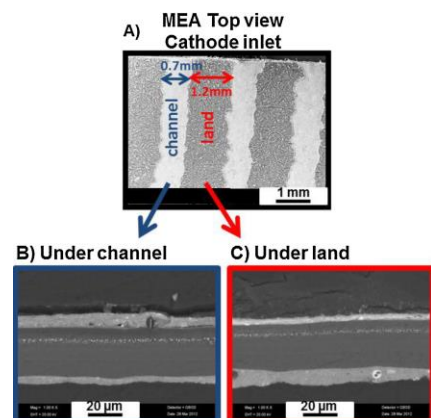 MEA Top view
A)
Cathode inlet
0.7mm
1.2mm
channel
land
1 mm
B) Under channel
C) Under land
20 µm
20 µm